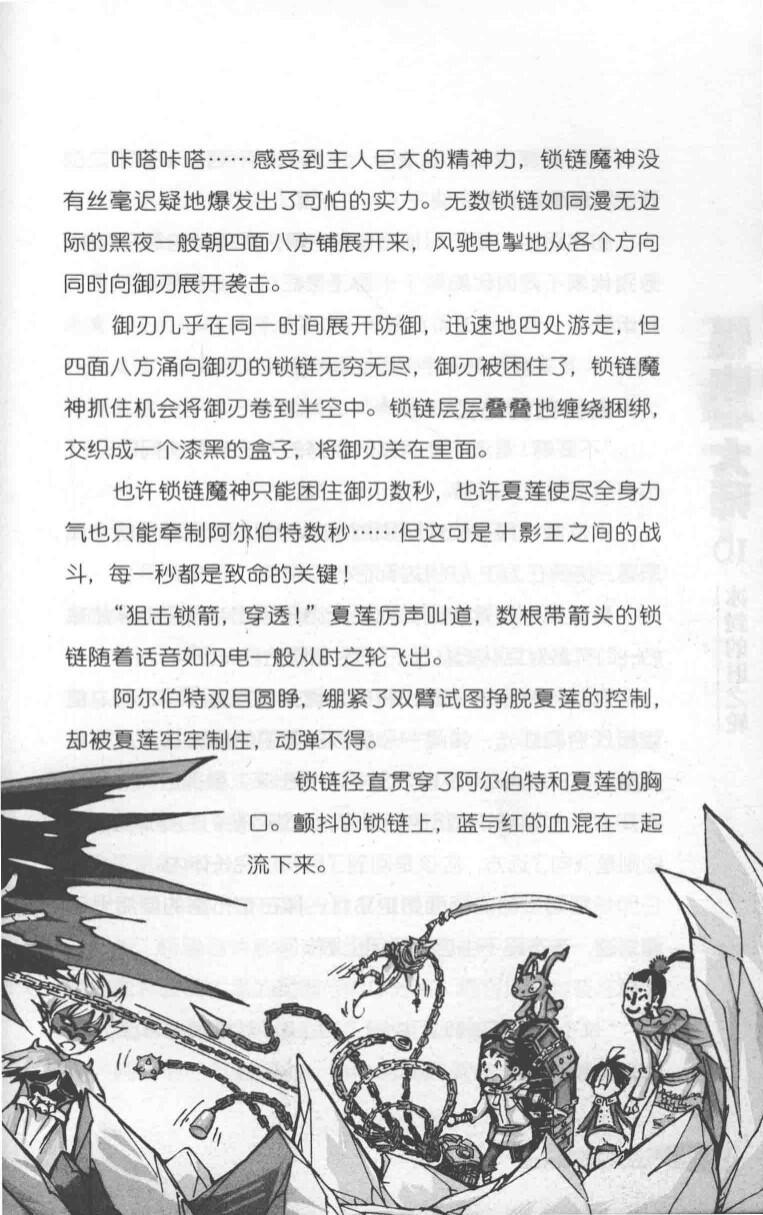 咔嗒咔嗒……感受到主人巨大的精神力，锁链魔神没
有丝毫迟疑地爆发出了可怕的实力。无数锁链如同漫无边
际的黑夜一般朝四面八方铺展开来，风驰电掣地从各个方向
同时向御刃展开袭击。
御刃几乎在同一时间展开防御，迅速地四处游走，但
四面八方涌向御刃的锁链无穷无尽，御刃被困住了，锁链魔
神抓住机会将御刃卷到半空中。锁链层层叠叠地缠绕捆绑，
交织成一个漆黑的盒子，将御刃关在里面。
也许锁链魔神只能困住御刃数秒，也许夏莲使尽全身力
气也只能牵制阿尔伯特数秒……但这可是十影王之间的战
斗，每一秒都是致命的关键！
“狙击锁箭，穿透！”夏莲厉声叫道，数根带箭头的锁
链随着话音如闪电一般从时之轮飞出。
阿尔伯特双目圆睁，绷紧了双臂试图挣脱夏莲的控制，
却被夏莲牢牢制住，动弹不得。
锁链径直贯穿了阿尔伯特和夏莲的胸
口。颤抖的锁链上，蓝与红的血混在一起
流下来。